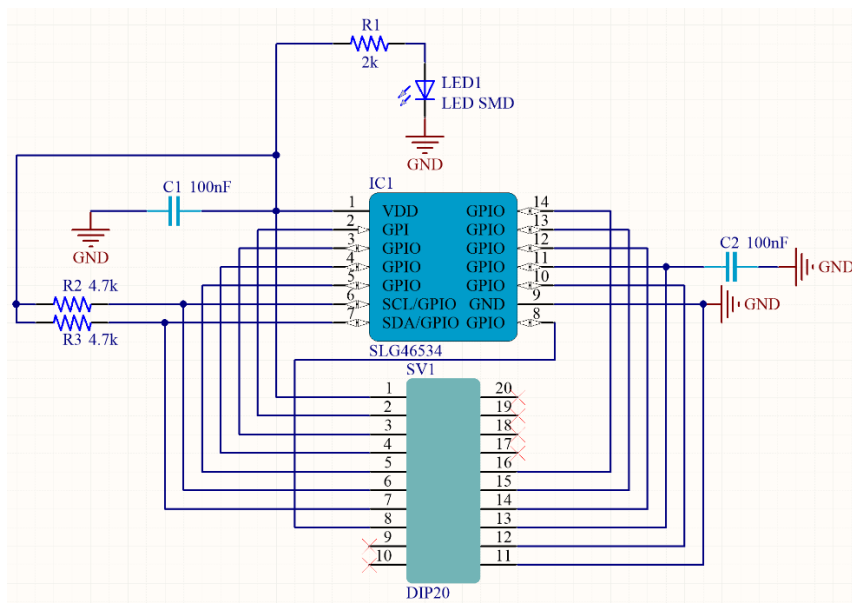 R1
2k
LED1
LED SMD
GND
IC1
C1 100nF
GND
1 VDD GPIO 14
2 GPI GPIO 13
3 GPIO GPIO 12
4 GPIO GPIO 11
5 GPIO GPIO 10
6 SCL/GPIO GND 9
7 SDA/GPIO GPIO 8
C2 100nF
GND
GND
R2 4.7k
R3 4.7k
SLG46534
SV1
1 20
2 19
3 18
4 17
5 16
6 15
7 14
8 13
9 12
10 11
DIP20